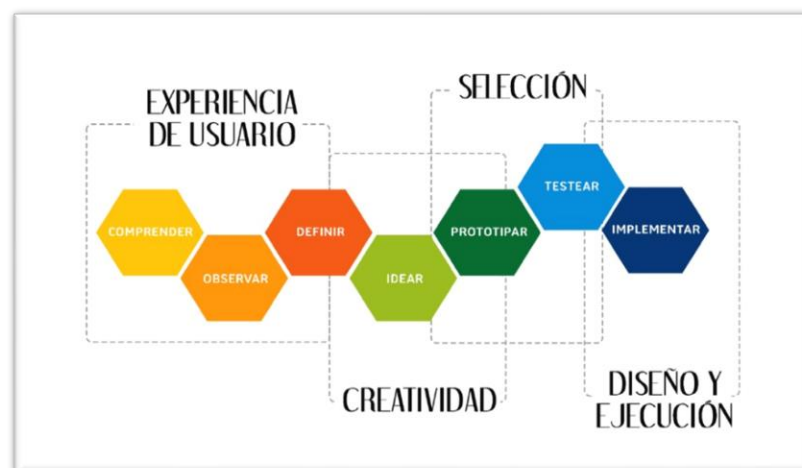 EXPERIENCIA
DE USUARIO
SELECCIÓN
COMPRENDER
OBSERVAR
DEFINIR
IDEAR
PROTOTIPAR
TESTEAR
IMPLEMENTAR
CREATIVIDAD
DISEÑO Y
EJECUCIÓN